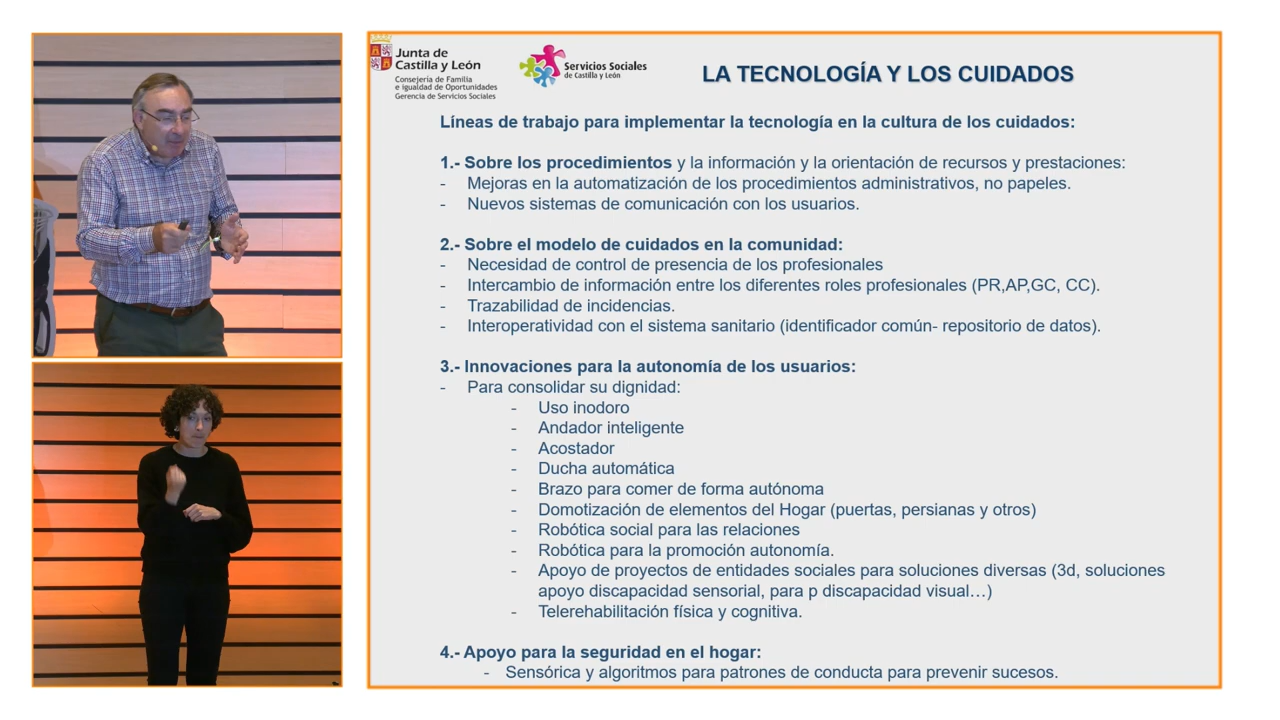 Junta de
Castilla y León
Consejería de Familia
e igualdad de Oportunidades
Gerencia de Servicios Sociales
Servicios Sociales
de Castilla y León
LA TECNOLOGÍA Y LOS CUIDADOS
Líneas de trabajo para implementar la tecnología en la cultura de los cuidados:
1.- Sobre los procedimientos y la información y la orientación de recursos y prestaciones:
- Mejoras en la automatización de los procedimientos administrativos, no papeles.
- Nuevos sistemas de comunicación con los usuarios.
2.- Sobre el modelo de cuidados en la comunidad:
- Necesidad de control de presencia de los profesionales
- Intercambio de información entre los diferentes roles profesionales (PR,AP,GC, CC).
- Trazabilidad de incidencias.
- Interoperatividad con el sistema sanitario (identificador común- repositorio de datos).
3.- Innovaciones para la autonomía de los usuarios:
- Para consolidar su dignidad:
- Uso inodoro
- Andador inteligente
- Acostador
- Ducha automática
- Brazo para comer de forma autónoma
- Domotización de elementos del Hogar (puertas, persianas y otros)
- Robótica social para las relaciones
- Robótica para la promoción autonomía.
- Apoyo de proyectos de entidades sociales para soluciones diversas (3d, soluciones
apoyo discapacidad sensorial, para p discapacidad visual…)
- Telerehabilitación física y cognitiva.
4.- Apoyo para la seguridad en el hogar:
- Sensórica y algoritmos para patrones de conducta para prevenir sucesos.